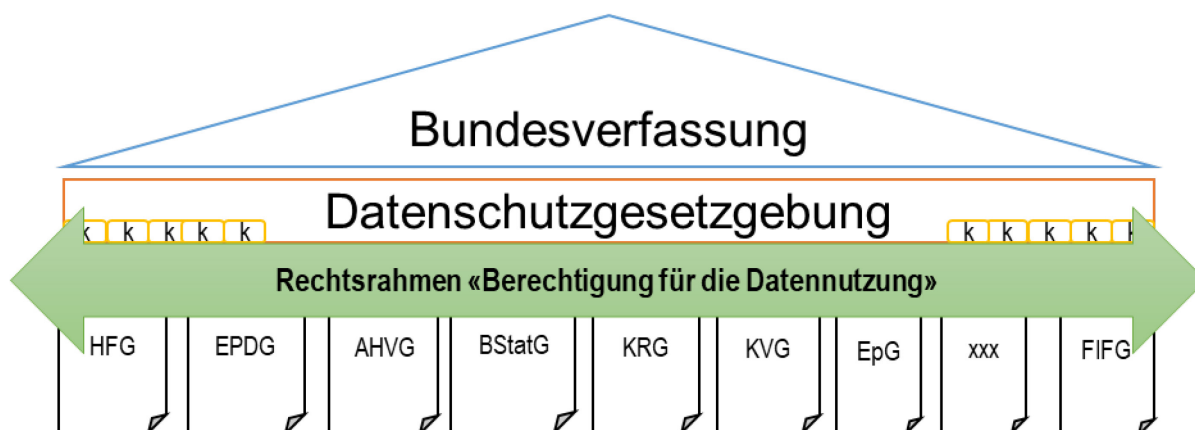 Bundesverfassung
Datenschutzgesetzgebung
k k k k k k k k k k
Rechtsrahmen «Berechtigung für die Datennutzung»
HFG EPDG AHVG BStatG KRG KVG EpG xxx FIFG